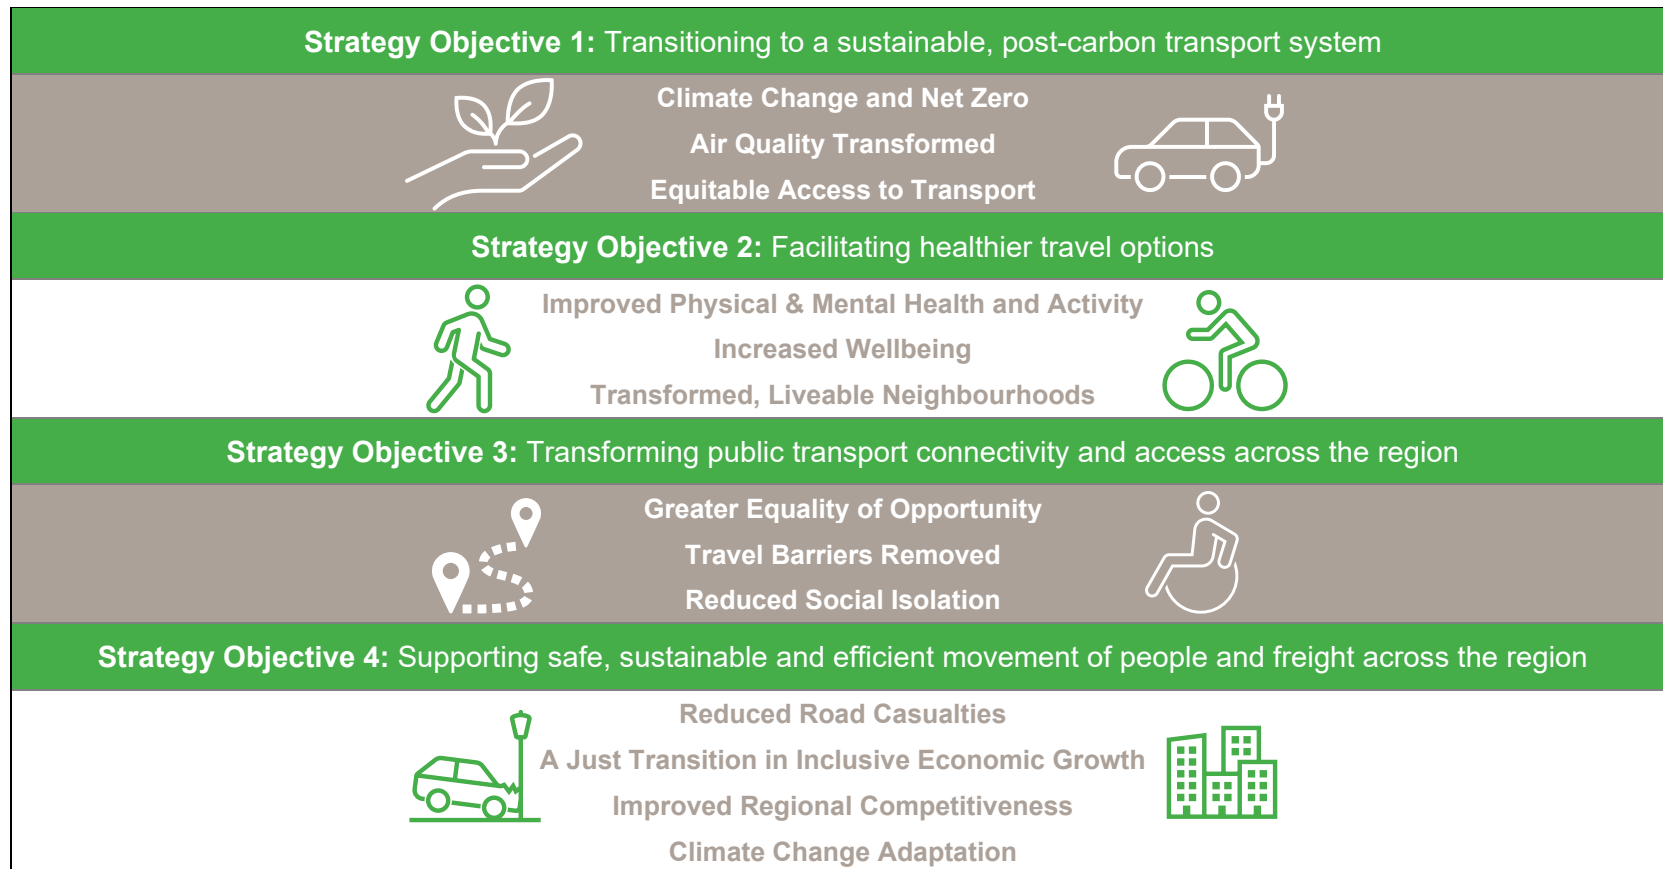 Strategy Objective 1: Transitioning to a sustainable, post-carbon transport system
Climate Change and Net Zero
Air Quality Transformed
Equitable Access to Transport
Strategy Objective 2: Facilitating healthier travel options
Improved Physical & Mental Health and Activity
Increased Wellbeing
Transformed, Liveable Neighbourhoods
Strategy Objective 3: Transforming public transport connectivity and access across the region
Greater Equality of Opportunity
Travel Barriers Removed
Reduced Social Isolation
Strategy Objective 4: Supporting safe, sustainable and efficient movement of people and freight across the region
Reduced Road Casualties
A Just Transition in Inclusive Economic Growth
Improved Regional Competitiveness
Climate Change Adaptation